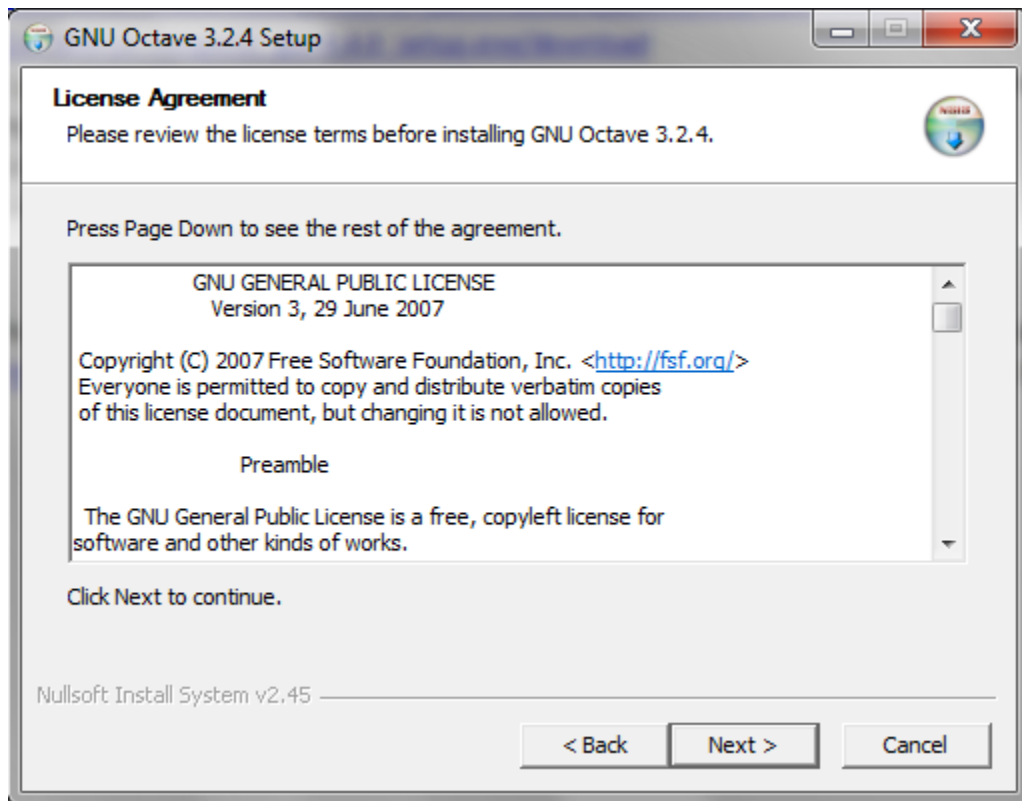 GNU Octave 3.2.4 Setup
License Agreement
Please review the license terms before installing GNU Octave 3.2.4.
Press Page Down to see the rest of the agreement.
GNU GENERAL PUBLIC LICENSE
Version 3, 29 June 2007
Copyright (C) 2007 Free Software Foundation, Inc. <http://fsf.org/>
Everyone is permitted to copy and distribute verbatim copies
of this license document, but changing it is not allowed.
Preamble
The GNU General Public License is a free, copyleft license for
software and other kinds of works.
Click Next to continue.
Nullsoft Install System v2.45
< Back Next > Cancel